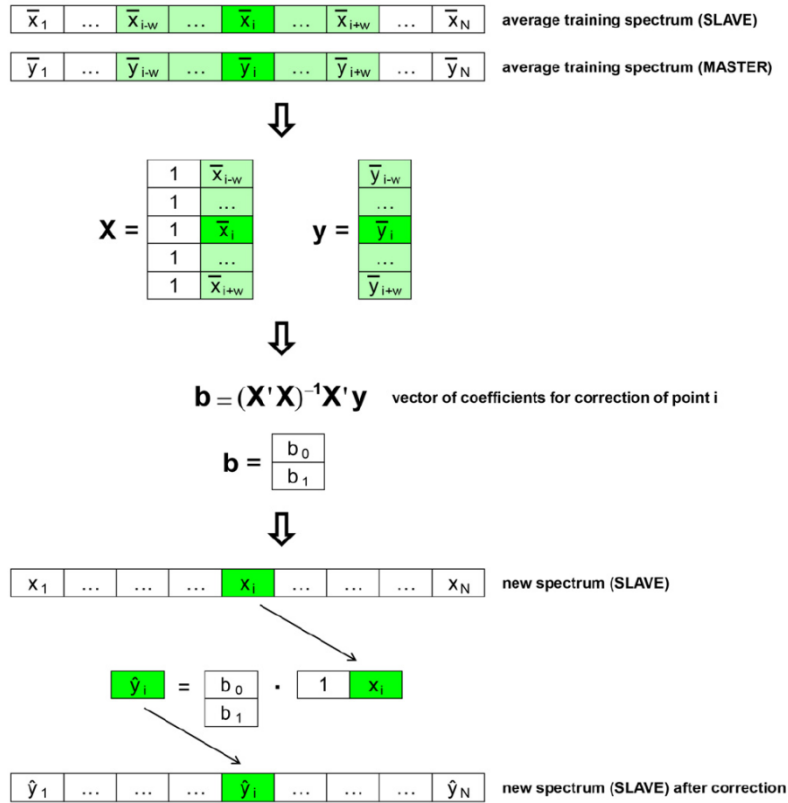 x̄₁ ... x̄ᵢ₋w ... x̄ᵢ ... x̄ᵢ₊w ... x̄N average training spectrum (SLAVE)
ȳ₁ ... ȳᵢ₋w ... ȳᵢ ... ȳᵢ₊w ... ȳN average training spectrum (MASTER)
1 x̄ᵢ₋w ȳᵢ₋w
1 ... ...
X = 1 x̄ᵢ y = ȳᵢ
1 ... ...
1 x̄ᵢ₊w ȳᵢ₊w
b = (X'X)⁻¹X'y vector of coefficients for correction of point i
b = b₀
b₁
x₁ ... ... ... xᵢ ... ... ... xN new spectrum (SLAVE)
ŷᵢ = b₀ · 1 xᵢ
b₁
ŷ₁ ... ... ... ŷᵢ ... ... ... ŷN new spectrum (SLAVE) after correction